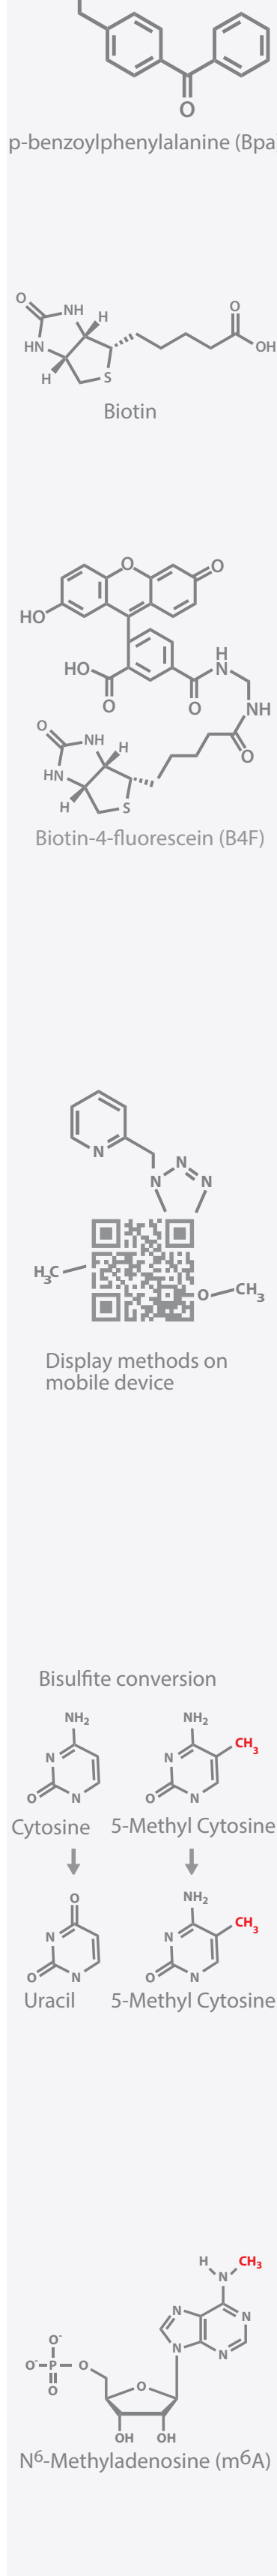 O
p-benzoylphenylalanine (Bpa
O
NH
H
O
HN
OH
H
S
Biotin
O
O
HO
HO
O
O
H
N
NH
O
O
NH
H
HN
H
S
Biotin-4-fluorescein (B4F)
N
N
N
N
N
H3C
O
CH3
Display methods on
mobile device
Bisulfite conversion
NH2
NH2
CH3
N
N
O
N
O
N
Cytosine
5-Methyl Cytosine
O
NH2
CH3
N
N
O
N
O
N
Uracil
5-Methyl Cytosine
H
CH3
N
N
N
N
N
O-
O-
P
O
O
O
OH
OH
N6-Methyladenosine (m6A)